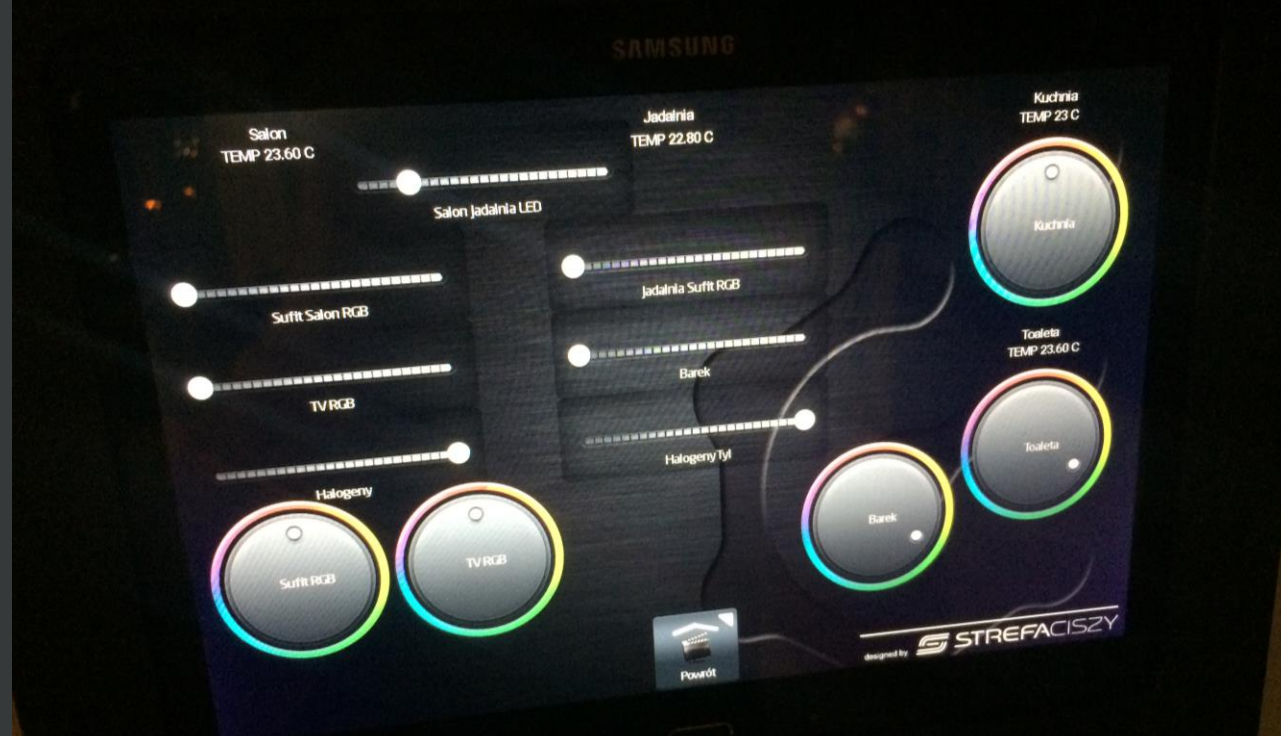 SAMSUNG
Salon
TEMP 23.60 C
Jadalnia
TEMP 22.80 C
Kuchnia
TEMP 23 C
Salon Jadalnia LED
Kuchnia
Sufit Salon RGB
Jadalnia Sufit RGB
Toaleta
TEMP 23.60 C
TV RGB
Barek
Halogeny
Halogeny Tyl
Toaleta
Sufit RGB
TV RGB
Barek
Powrót
designed by STREFACISZY